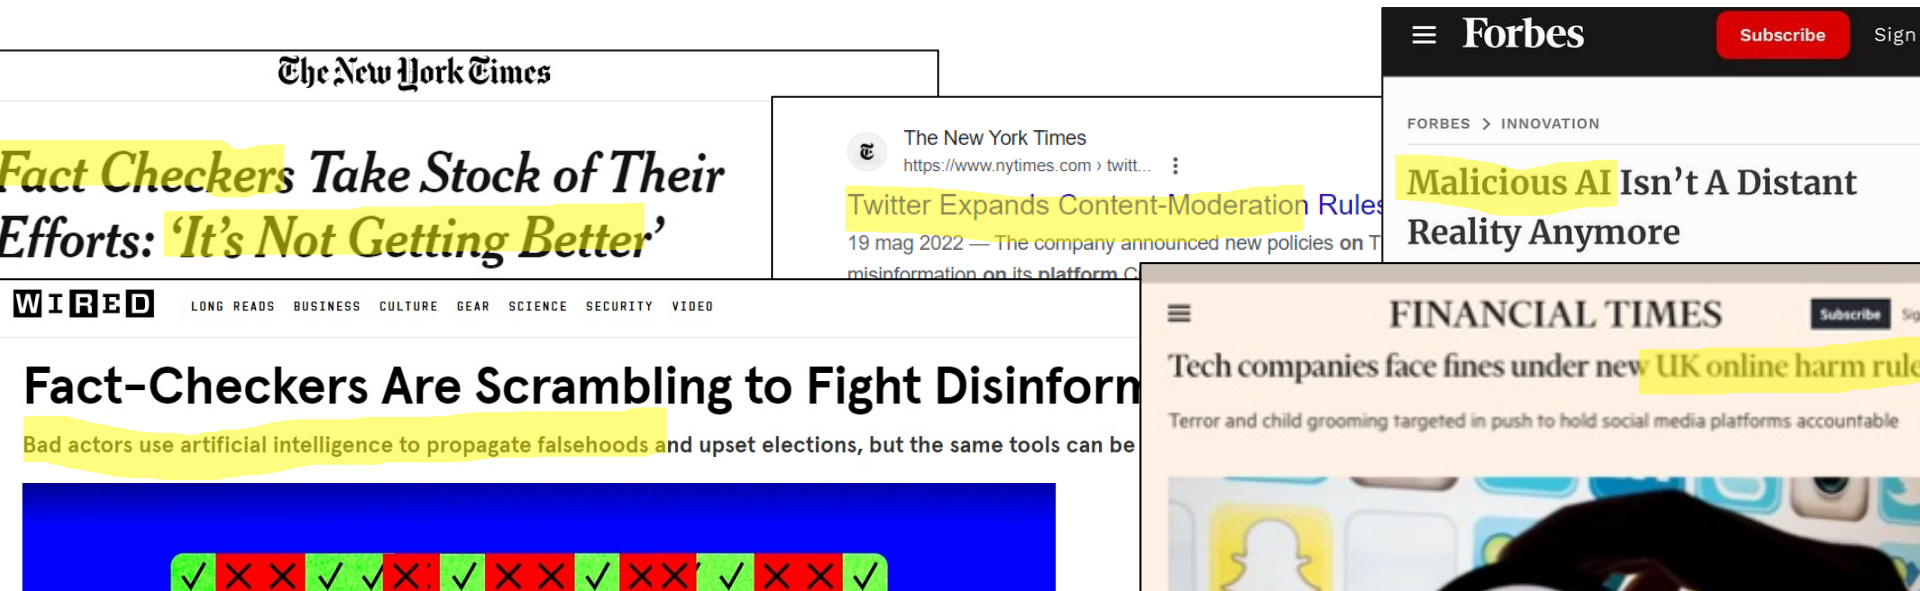 The New York Times
Fact Checkers Take Stock of Their
Efforts: ‘It’s Not Getting Better’
The New York Times
https://www.nytimes.com › twitt...
Twitter Expands Content-Moderation Rules
19 mag 2022 — The company announced new policies on T
misinformation on its platform C
Forbes
Subscribe
Sign
FORBES > INNOVATION
Malicious AI Isn’t A Distant
Reality Anymore
WIRED
LONG READS BUSINESS CULTURE GEAR SCIENCE SECURITY VIDEO
Fact-Checkers Are Scrambling to Fight Disinform
Bad actors use artificial intelligence to propagate falsehoods and upset elections, but the same tools can be
FINANCIAL TIMES
Subscribe
Sig
Tech companies face fines under new UK online harm rule
Terror and child grooming targeted in push to hold social media platforms accountable